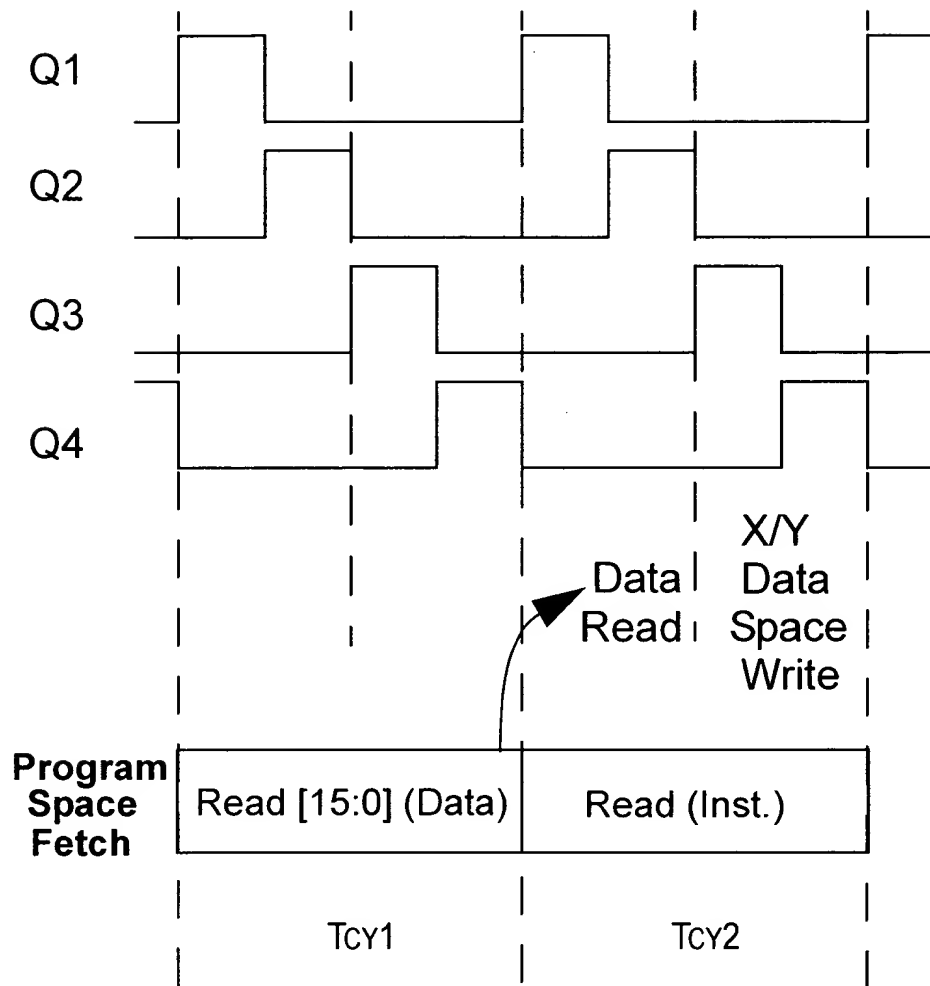 Q1
Q2
Q3
Q4
Data
Read
X/Y
Data
Space
Write
Program
Space
Fetch
Read [15:0] (Data)
Read (Inst.)
TCY1
TCY2